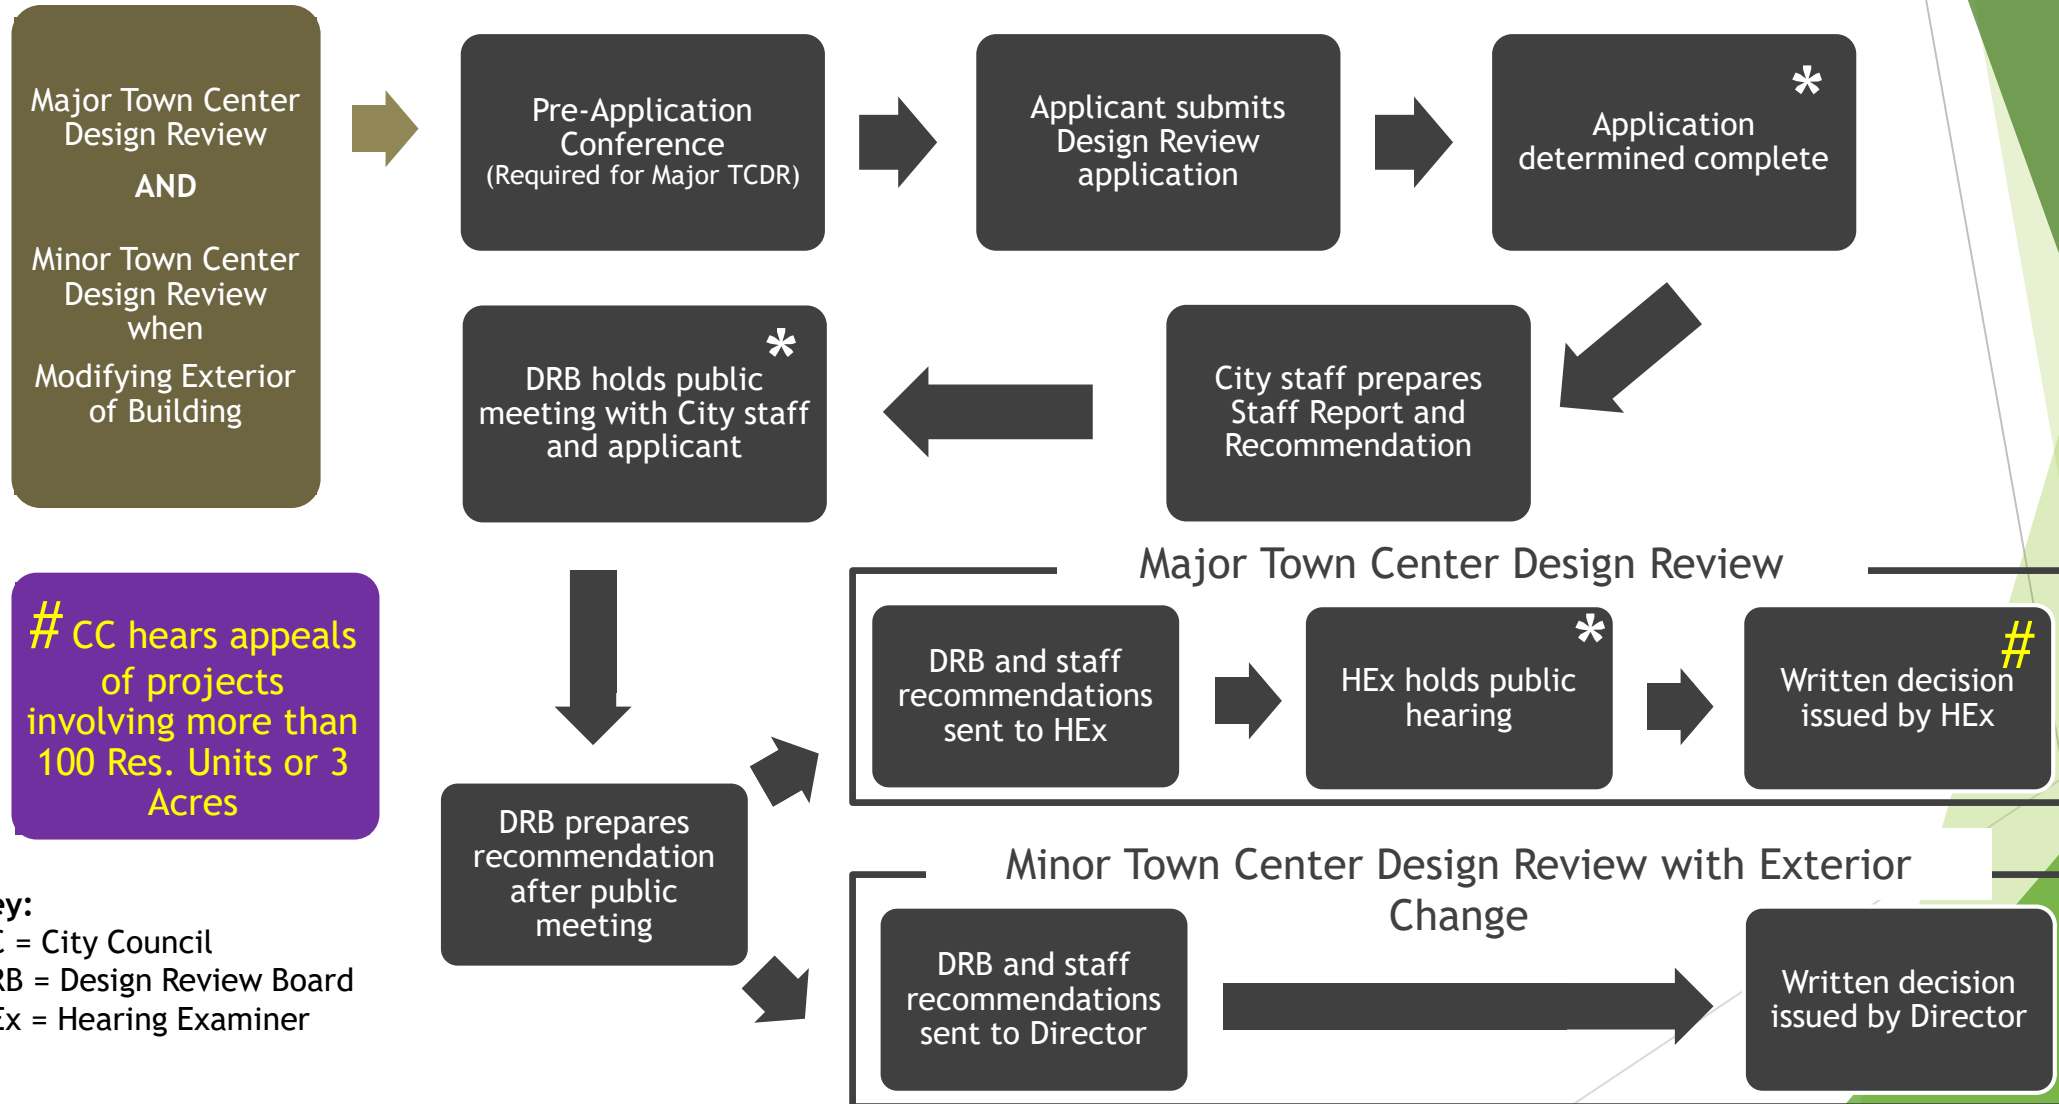 Major Town Center
Design Review
AND
Minor Town Center
Design Review
when
Modifying Exterior
of Building
Pre-Application
Conference
(Required for Major TCDR)
Applicant submits
Design Review
application
*
Application
determined complete
*
DRB holds public
meeting with City staff
and applicant
City staff prepares
Staff Report and
Recommendation
# CC hears appeals
of projects
involving more than
100 Res. Units or 3
Acres
DRB prepares
recommendation
after public
meeting
Major Town Center Design Review
DRB and staff
recommendations
sent to HEx
*
HEx holds public
hearing
#
Written decision
issued by HEx
Minor Town Center Design Review with Exterior
Change
DRB and staff
recommendations
sent to Director
Written decision
issued by Director
ey:
C = City Council
RB = Design Review Board
Ex = Hearing Examiner